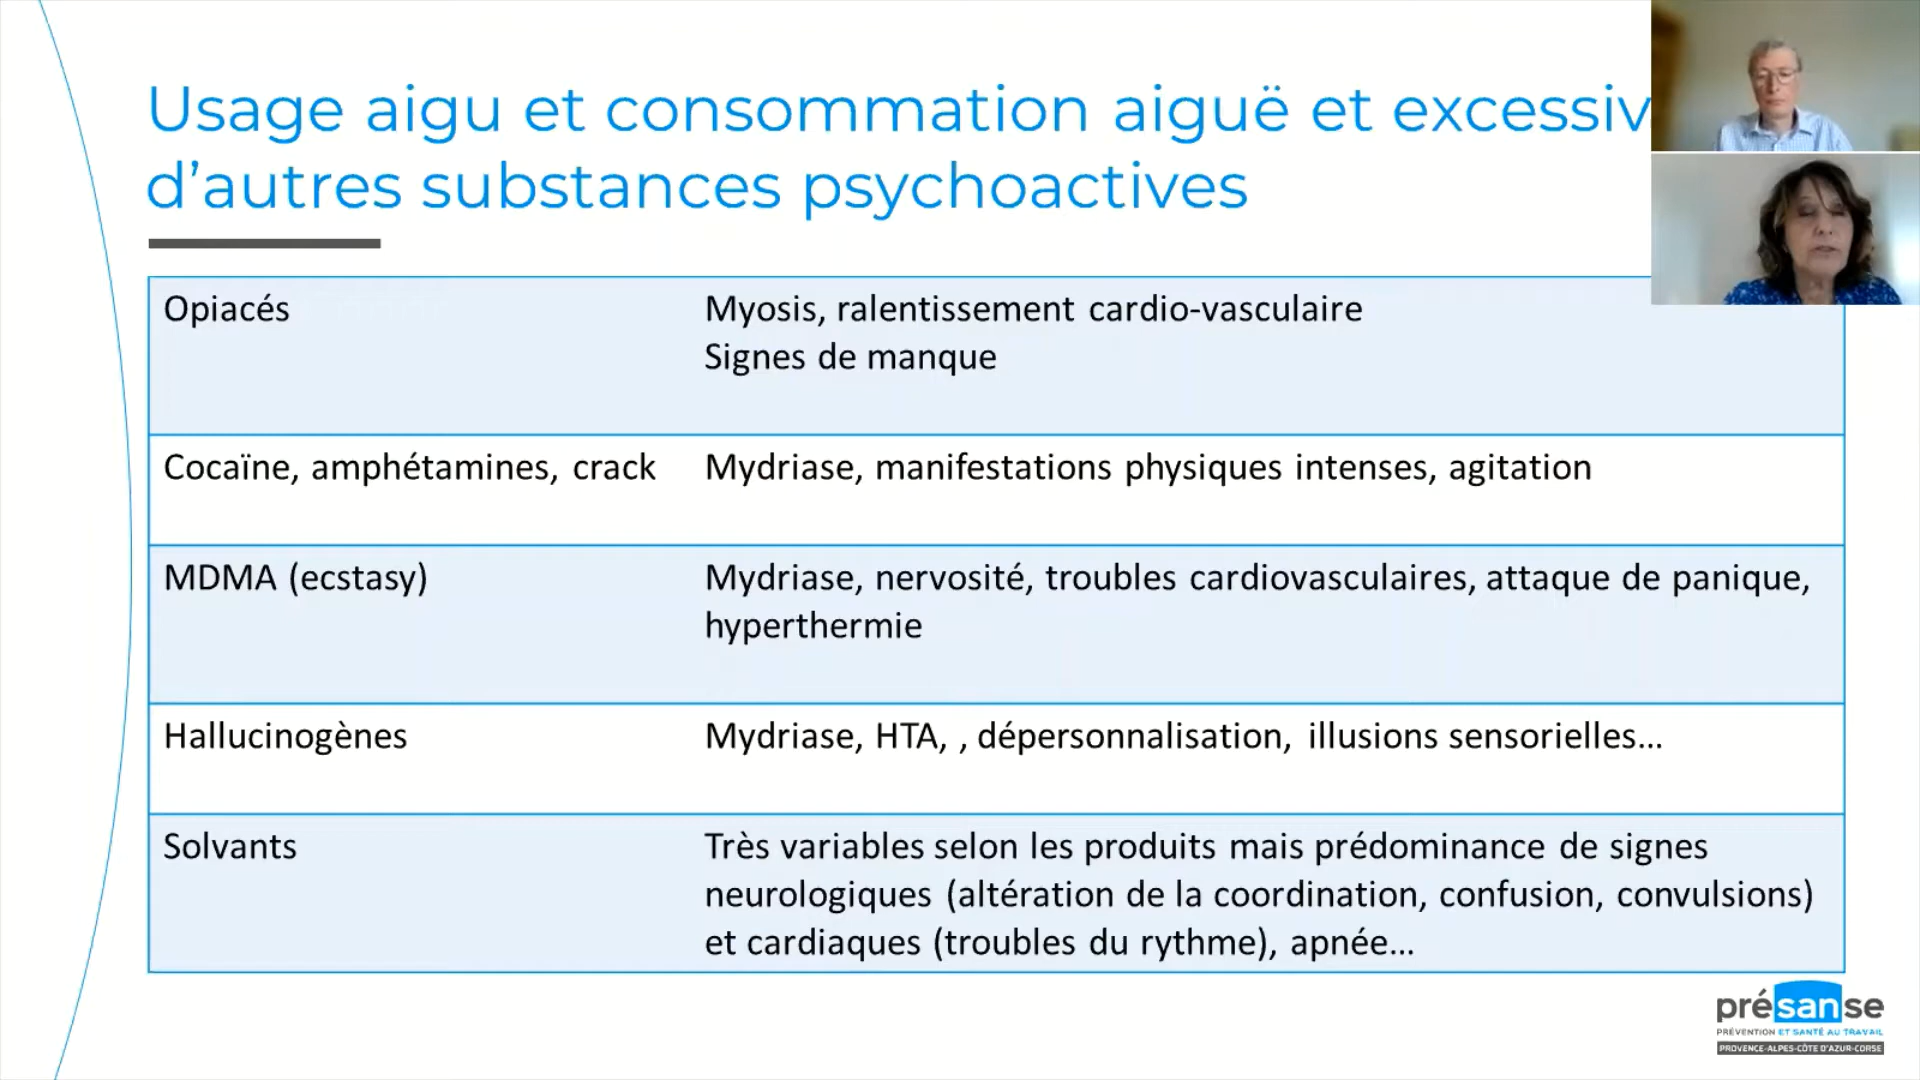 Usage aigu et consommation aiguë et excessiv
d’autres substances psychoactives
Opiacés
Myosis, ralentissement cardio-vasculaire
Signes de manque
Cocaïne, amphétamines, crack
Mydriase, manifestations physiques intenses, agitation
MDMA (ecstasy)
Mydriase, nervosité, troubles cardiovasculaires, attaque de panique,
hyperthermie
Hallucinogènes
Mydriase, HTA, , dépersonnalisation, illusions sensorielles...
Solvants
Très variables selon les produits mais prédominance de signes
neurologiques (altération de la coordination, confusion, convulsions)
et cardiaques (troubles du rythme), apnée...
présanse
PRÉVENTION ET SANTÉ AU TRAVAIL
PROVENCE-ALPES-CÔTE D'AZUR-CORSE